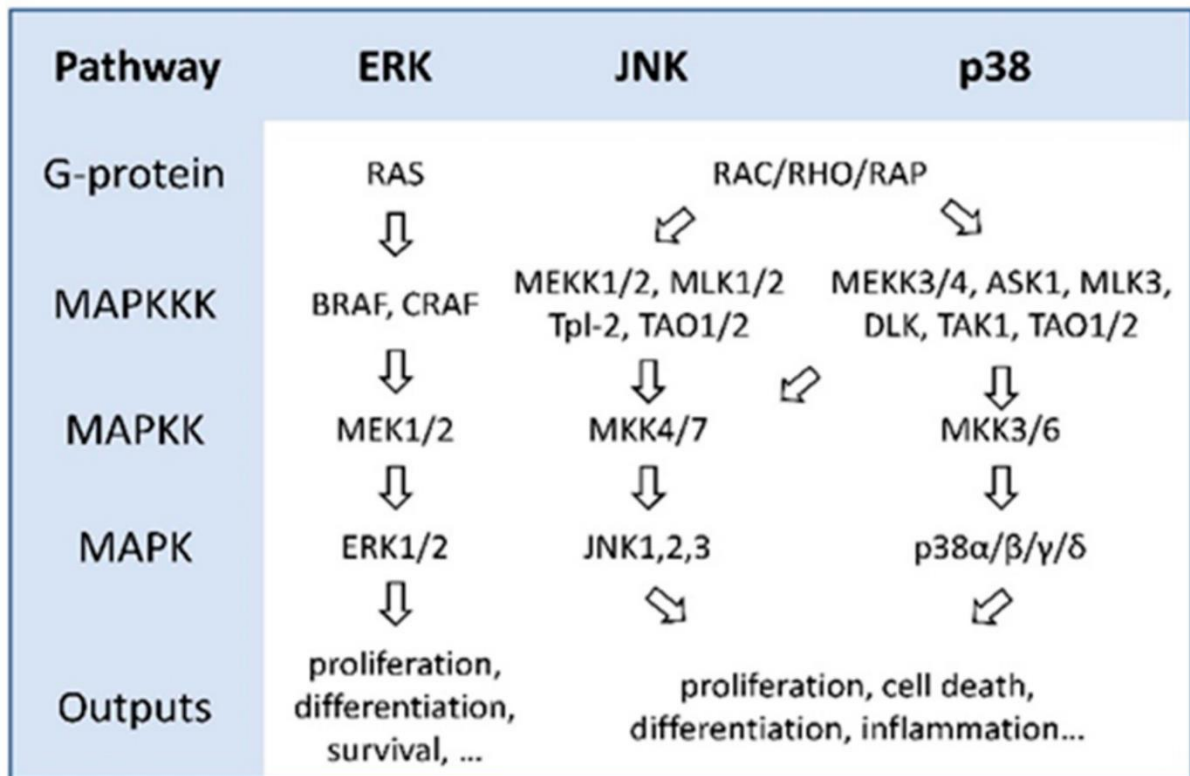 Pathway ERK JNK p38
G-protein RAS RAC/RHO/RAP
MAPKKK BRAF, CRAF MEKK1/2, MLK1/2 MEKK3/4, ASK1, MLK3,
Tpl-2, TAO1/2 DLK, TAK1, TAO1/2
MAPKK MEK1/2 MKK4/7 MKK3/6
MAPK ERK1/2 JNK1,2,3 p38α/β/γ/δ
Outputs proliferation, proliferation, cell death,
differentiation, differentiation, inflammation...
survival, ...